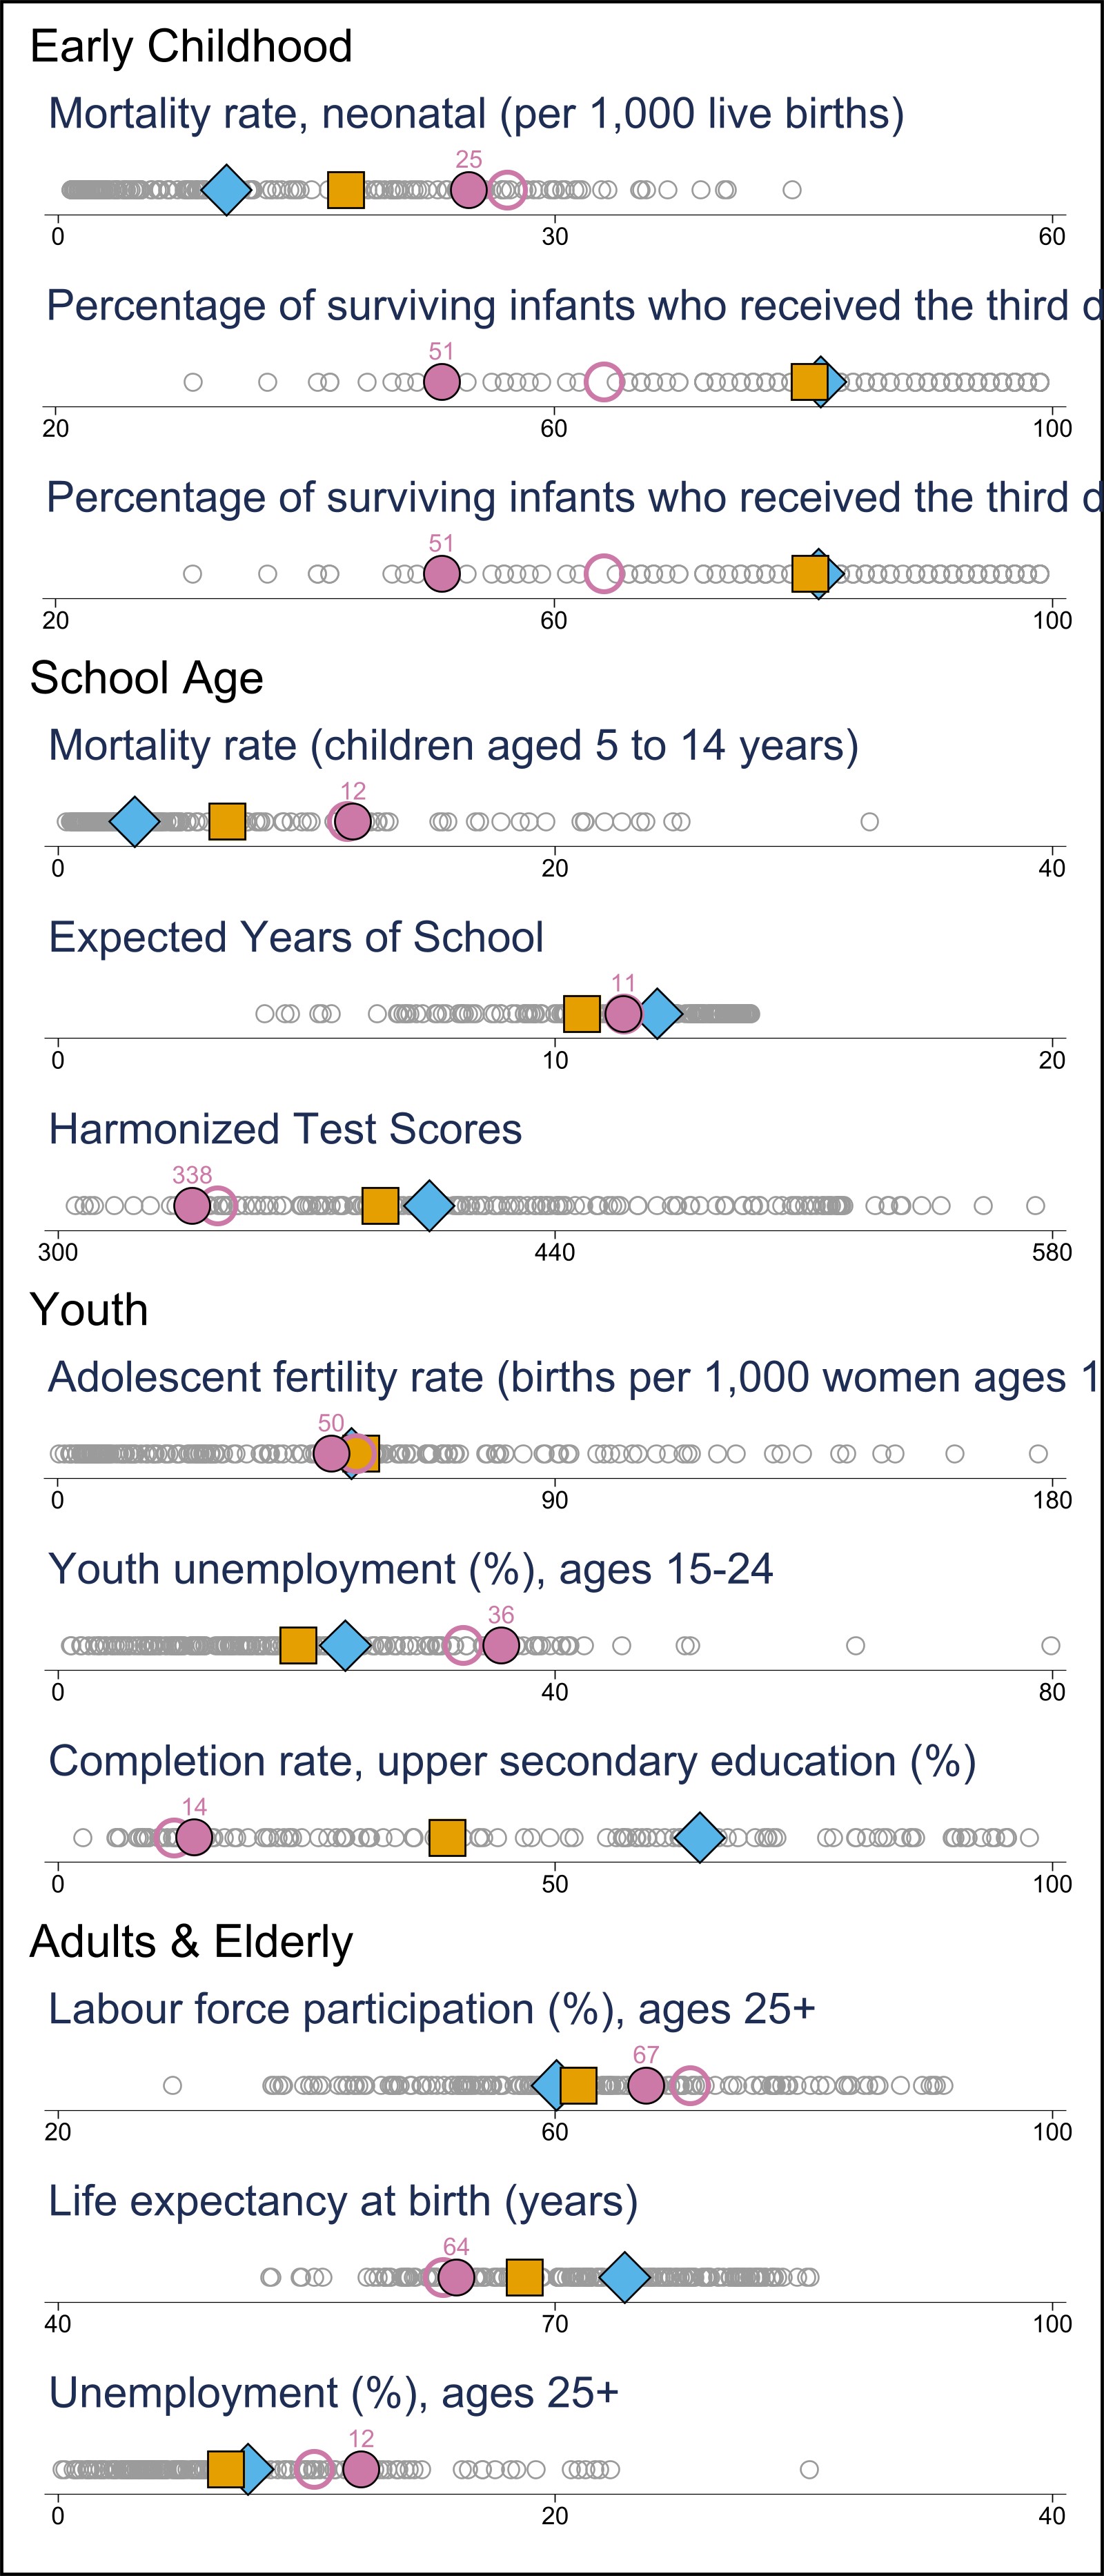 Early Childhood
Mortality rate, neonatal (per 1,000 live births)
25
0 30 60
Percentage of surviving infants who received the third d
51
20 60 100
Percentage of surviving infants who received the third d
51
20 60 100
School Age
Mortality rate (children aged 5 to 14 years)
12
0 20 40
Expected Years of School
11
0 10 20
Harmonized Test Scores
338
300 440 580
Youth
Adolescent fertility rate (births per 1,000 women ages 1
50
0 90 180
Youth unemployment (%), ages 15-24
36
0 40 80
Completion rate, upper secondary education (%)
14
0 50 100
Adults & Elderly
Labour force participation (%), ages 25+
67
20 60 100
Life expectancy at birth (years)
64
40 70 100
Unemployment (%), ages 25+
12
0 20 40